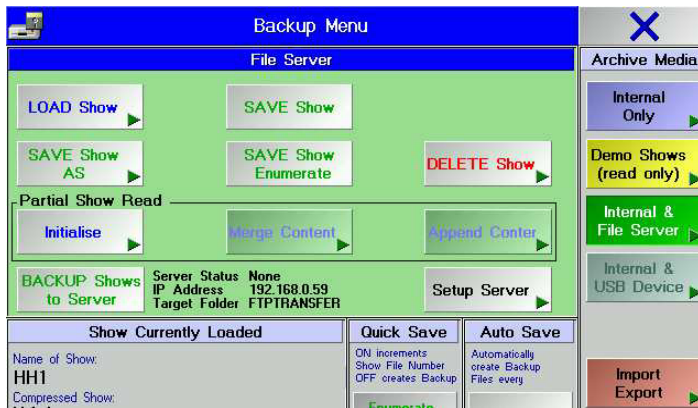 Backup Menu
File Server
Archive Media
LOAD Show
SAVE Show
Internal
Only
SAVE Show
AS
SAVE Show
Enumerate
DELETE Show
Demo Shows
(read only)
Partial Show Read
Initialise
Merge Content
Append Conter
Internal &
File Server
BACKUP Shows
to Server
Server Status None
IP Address 192.168.0.59
Target Folder FTPTRANSFER
Setup Server
Internal &
USB Device
Show Currently Loaded
Quick Save
Auto Save
Name of Show:
HH1
Compressed Show:
ON increments
Show File Number
OFF creates Backup
Enumerate
Automatically
create Backup
Files every
Import
Export